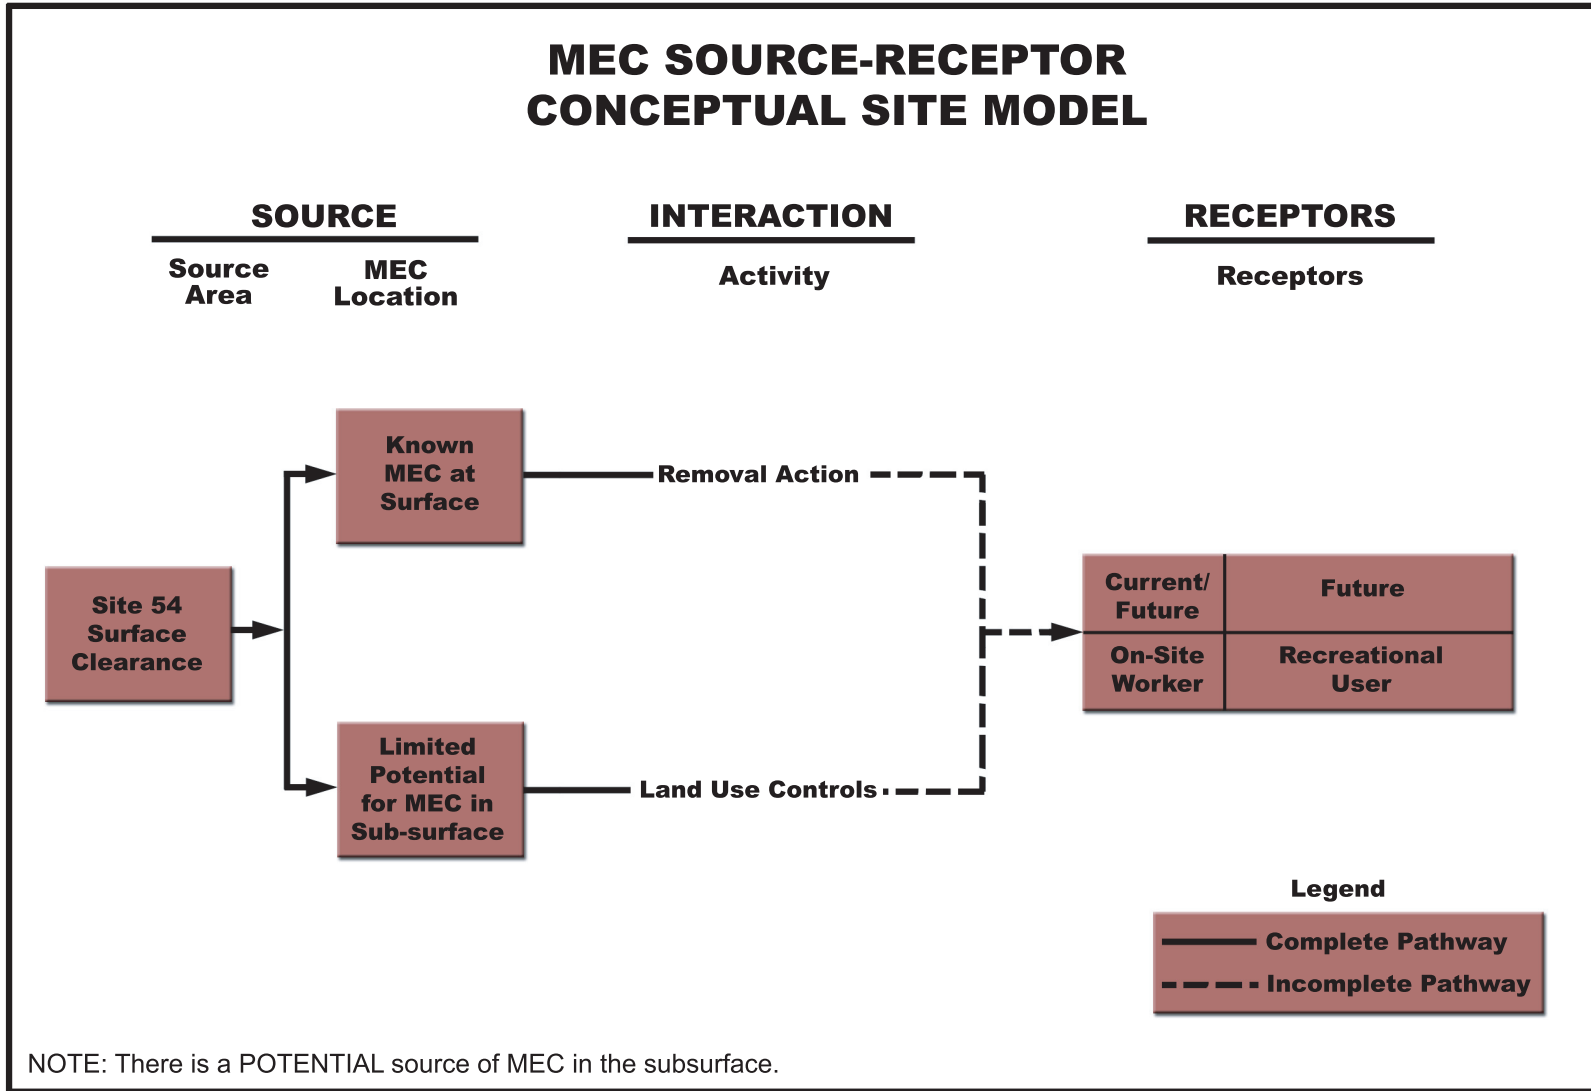 MEC SOURCE-RECEPTOR
CONCEPTUAL SITE MODEL
SOURCE
INTERACTION
RECEPTORS
Source
Area
MEC
Location
Activity
Receptors
Known
MEC at
Surface
Removal Action
Site 54
Surface
Clearance
Current/
Future
Future
On-Site
Worker
Recreational
User
Limited
Potential
for MEC in
Sub-surface
Land Use Controls
Legend
Complete Pathway
Incomplete Pathway
NOTE: There is a POTENTIAL source of MEC in the subsurface.